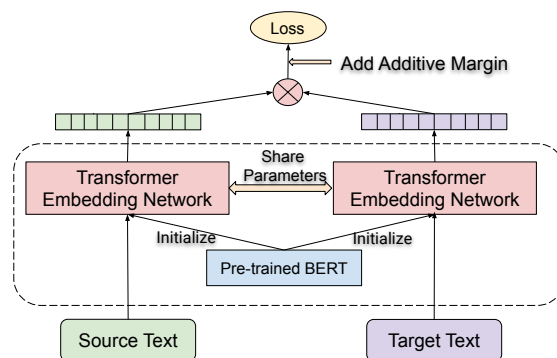 Loss
Add Additive Margin
Share
Parameters
Transformer
Embedding Network
Transformer
Embedding Network
Initialize
Initialize
Pre-trained BERT
Source Text
Target Text